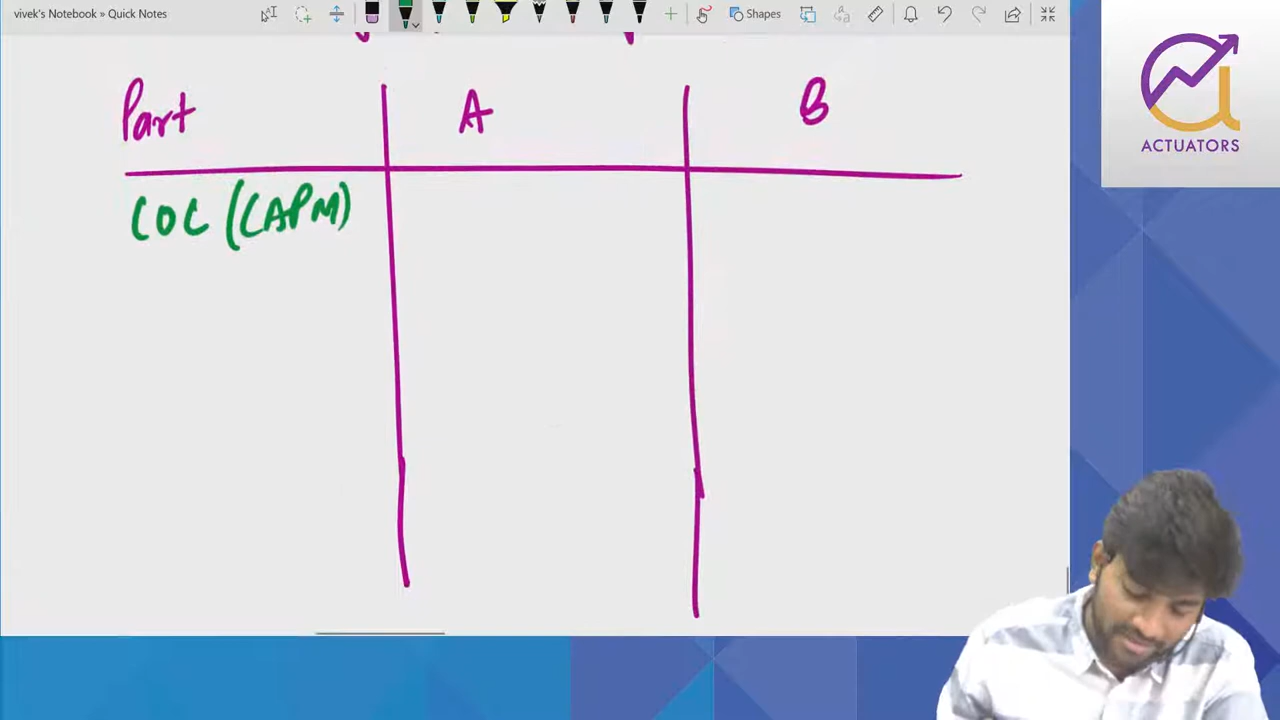 vivek's Notebook » Quick Notes
Shapes
Part A B
COC (CAPM)
ACTUATORS